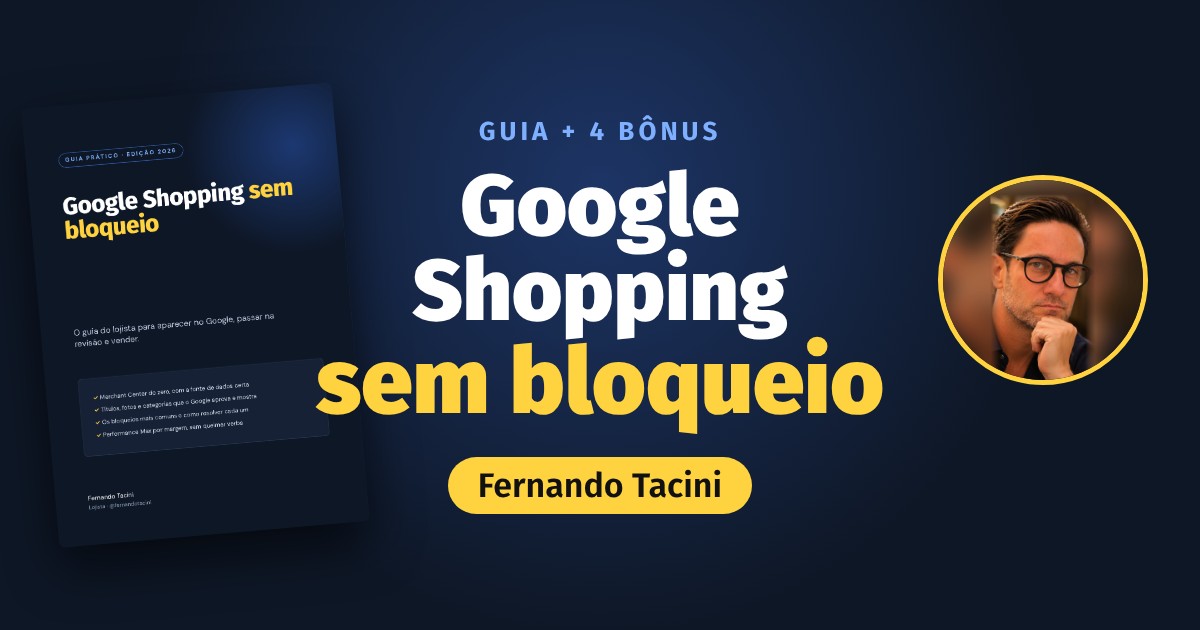 GUIA PRÁTICO · EDIÇÃO 2026
Google Shopping sem
bloqueio
O guia do lojista para aparecer no Google, passar na
revisão e vender.
✓ Merchant Center do zero, com a fonte de dados certa
✓ Títulos, fotos e categorias que o Google aprova e mostra
✓ Os bloqueios mais comuns e como resolver cada um
✓ Performance Max por margem, sem queimar verba
Fernando Tacini
Lojista · @fernandotacini
GUIA + 4 BÔNUS
Google
Shopping
sem bloqueio
Fernando Tacini